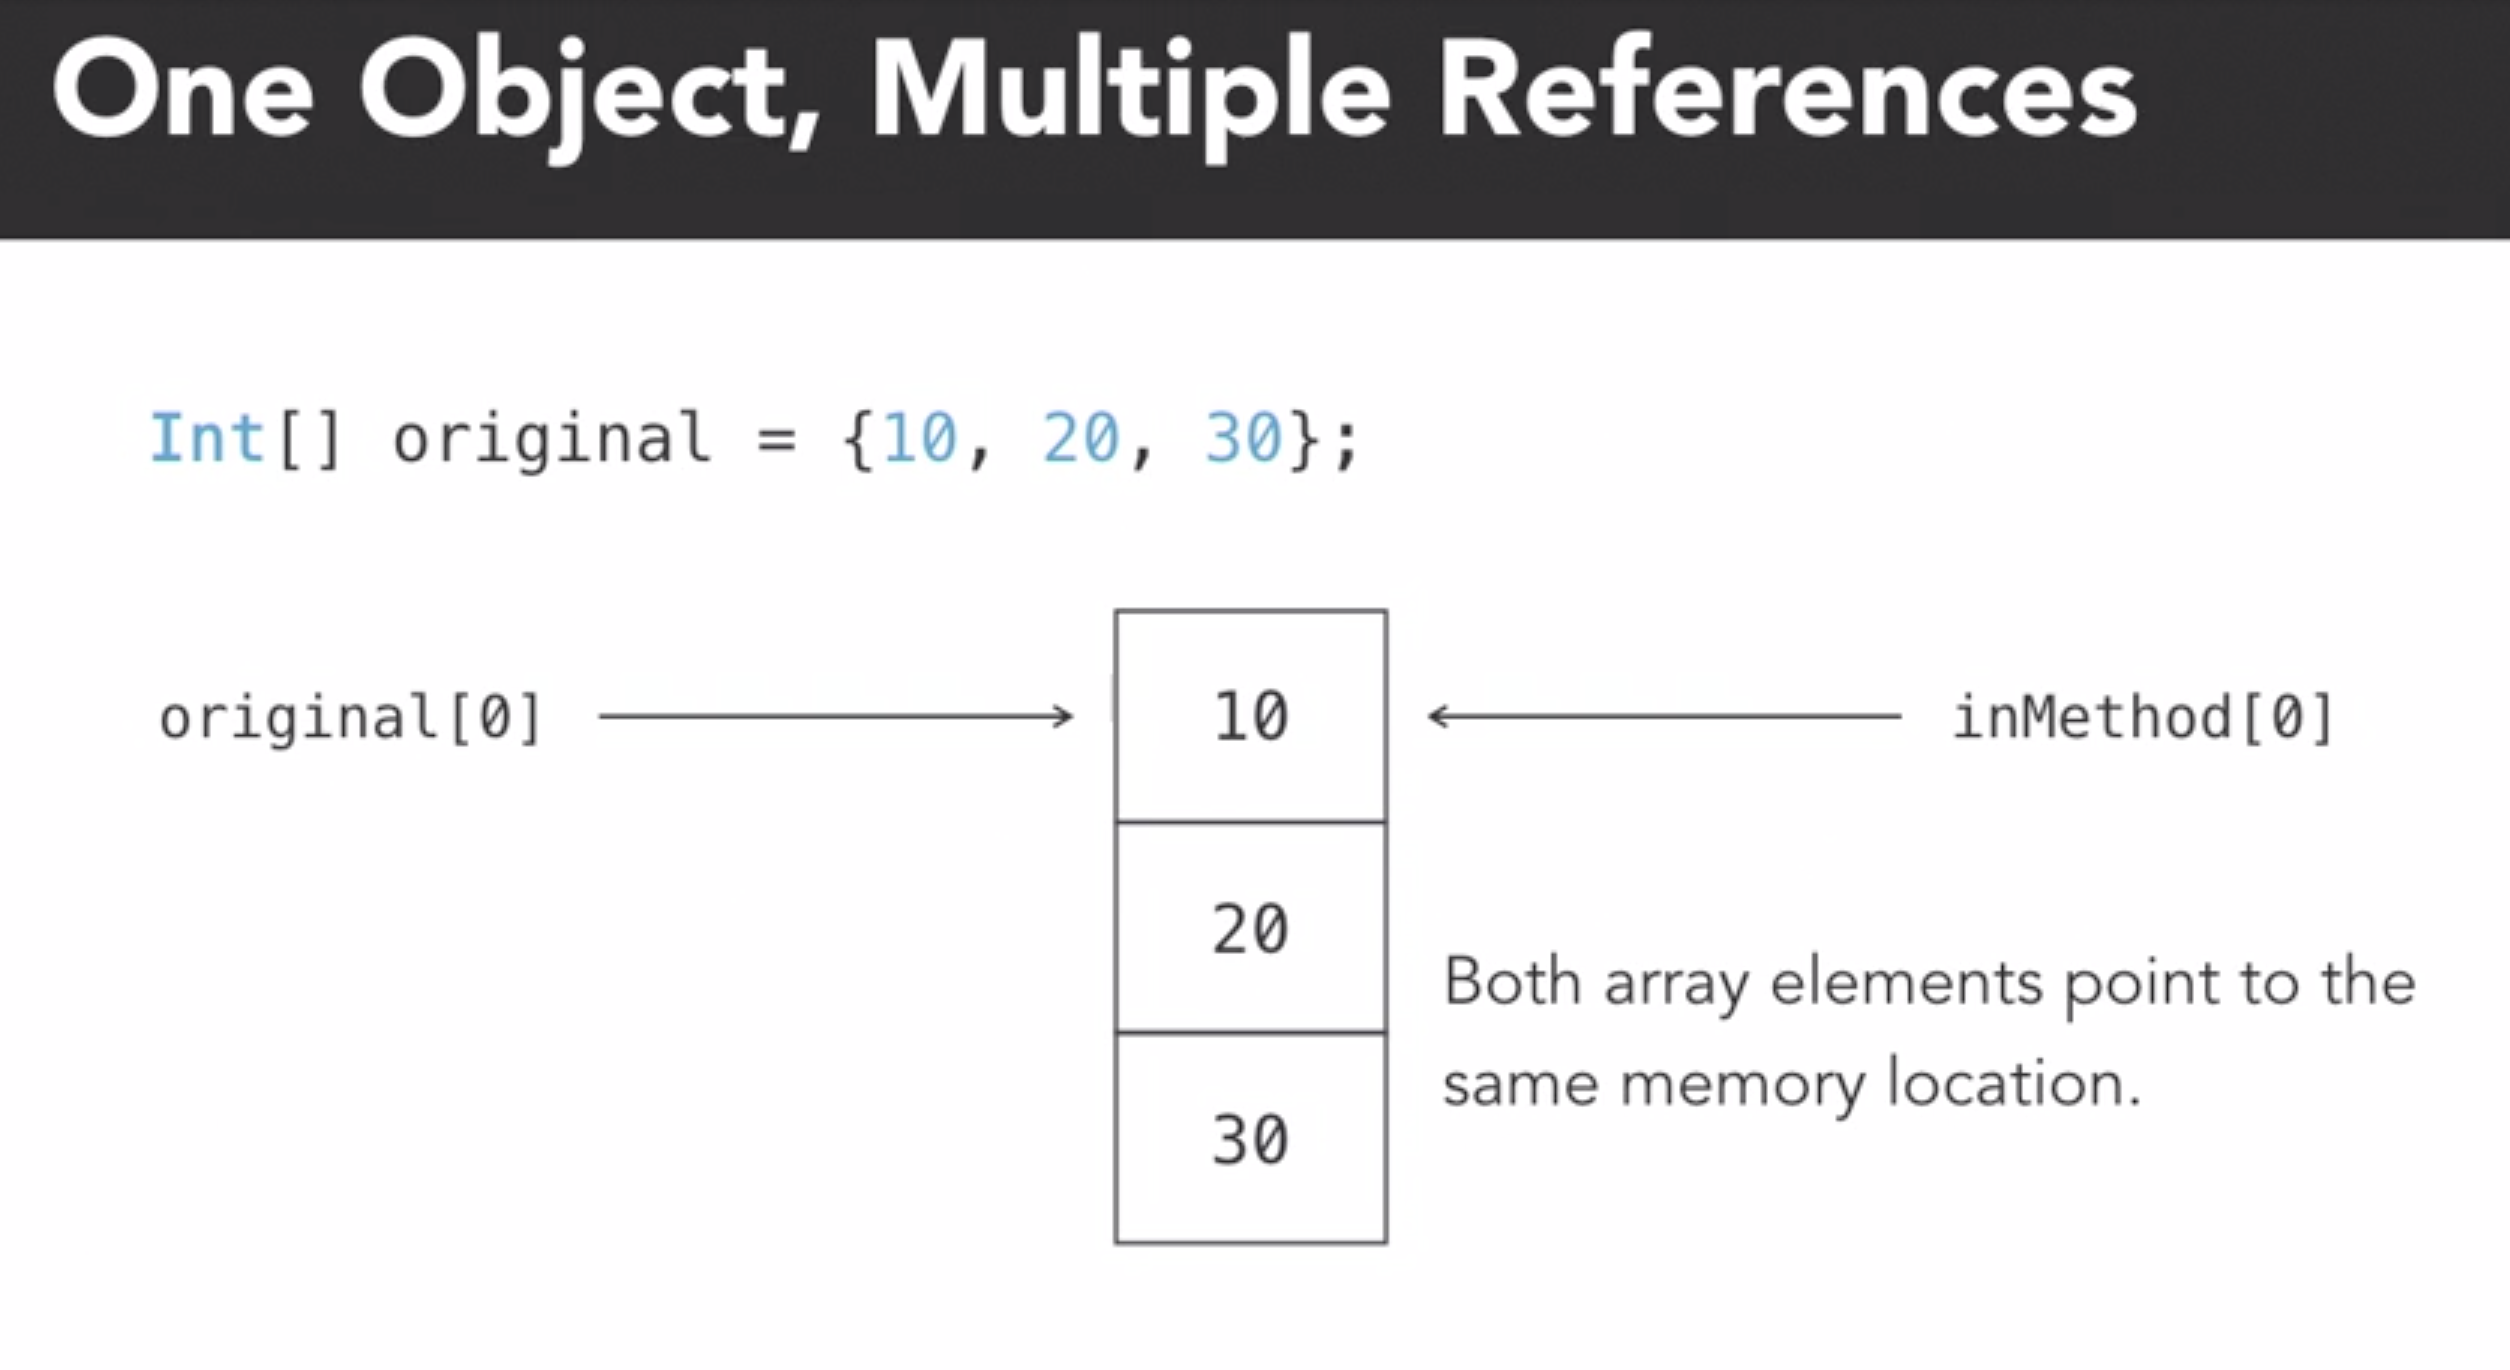 One Object, Multiple References
Int[] original = {10, 20, 30};
original[0]
10
inMethod[0]
20
Both array elements point to the
same memory location.
30